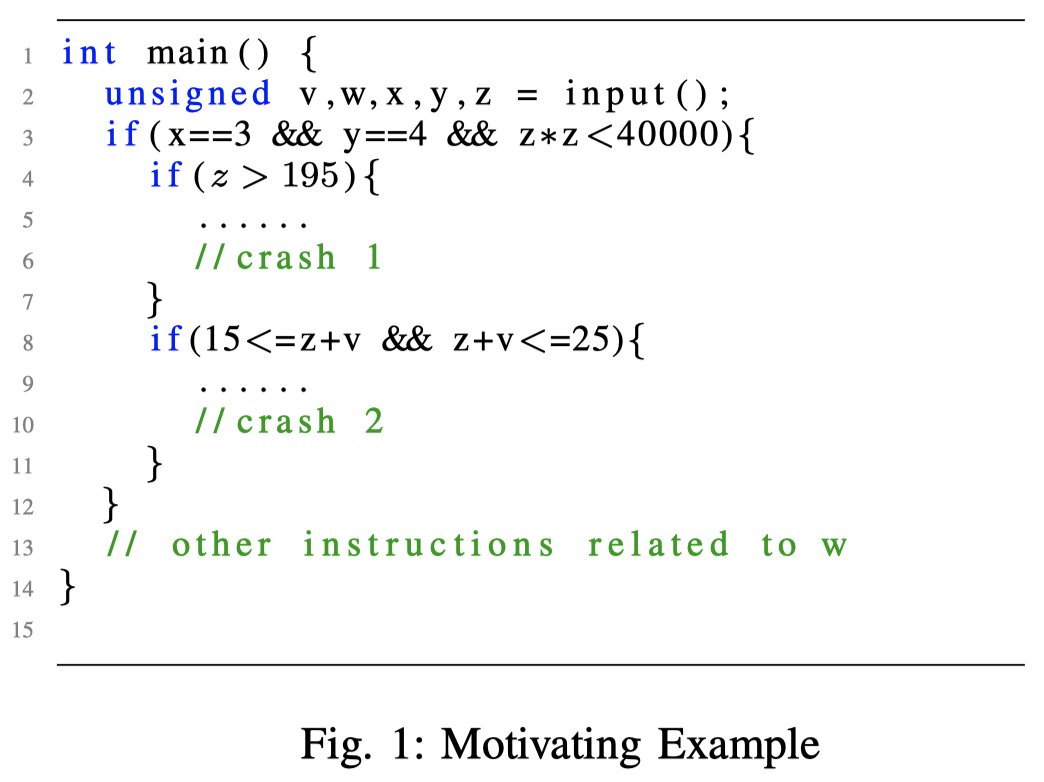 1 int main() {
2 unsigned v,w,x,y,z = input();
3 if(x==3 && y==4 && z*z<40000){
4 if(z > 195){
5 ......
6 //crash 1
7 }
8 if(15<=z+v && z+v<=25){
9 ......
10 //crash 2
11 }
12 }
13 // other instructions related to w
14 }
15
Fig. 1: Motivating Example